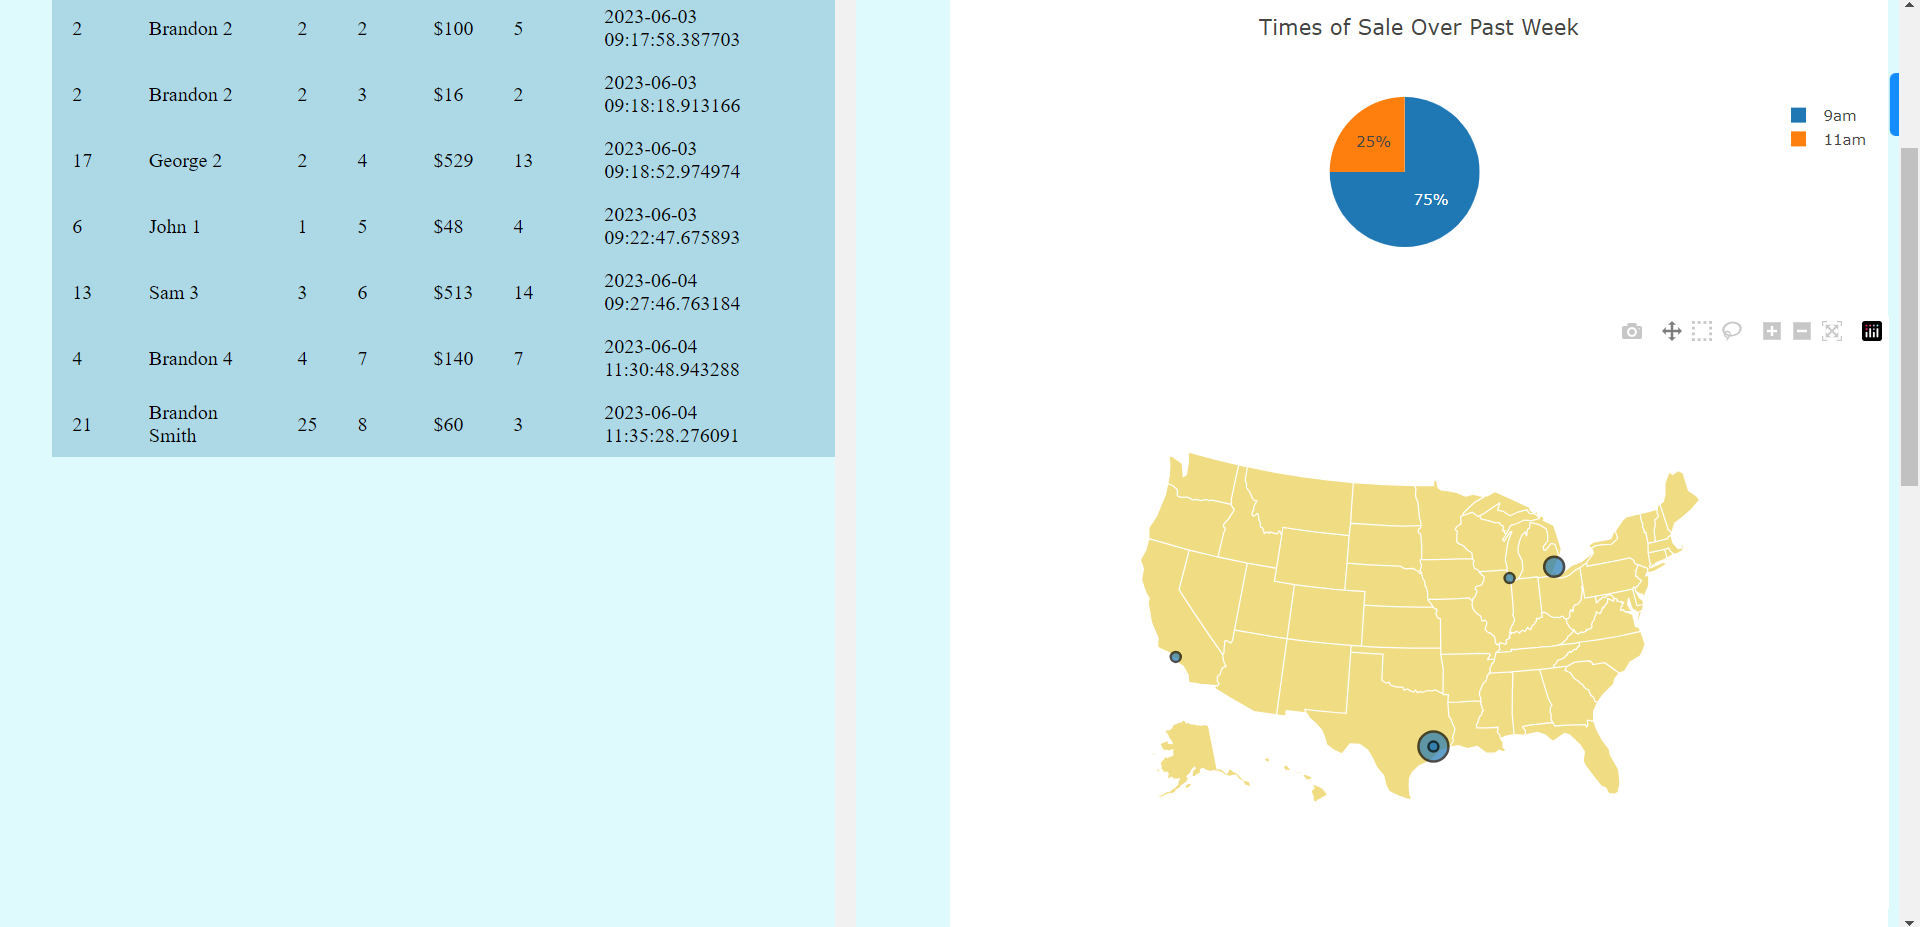 2 Brandon 2 2 2 $100 5 2023-06-03
09:17:58.387703
2 Brandon 2 2 3 $16 2 2023-06-03
09:18:18.913166
17 George 2 2 4 $529 13 2023-06-03
09:18:52.974974
6 John 1 1 5 $48 4 2023-06-03
09:22:47.675893
13 Sam 3 3 6 $513 14 2023-06-04
09:27:46.763184
4 Brandon 4 4 7 $140 7 2023-06-04
11:30:48.943288
21 Brandon Smith 25 8 $60 3 2023-06-04
11:35:28.276091
Times of Sale Over Past Week
25%
75%
9am
11am